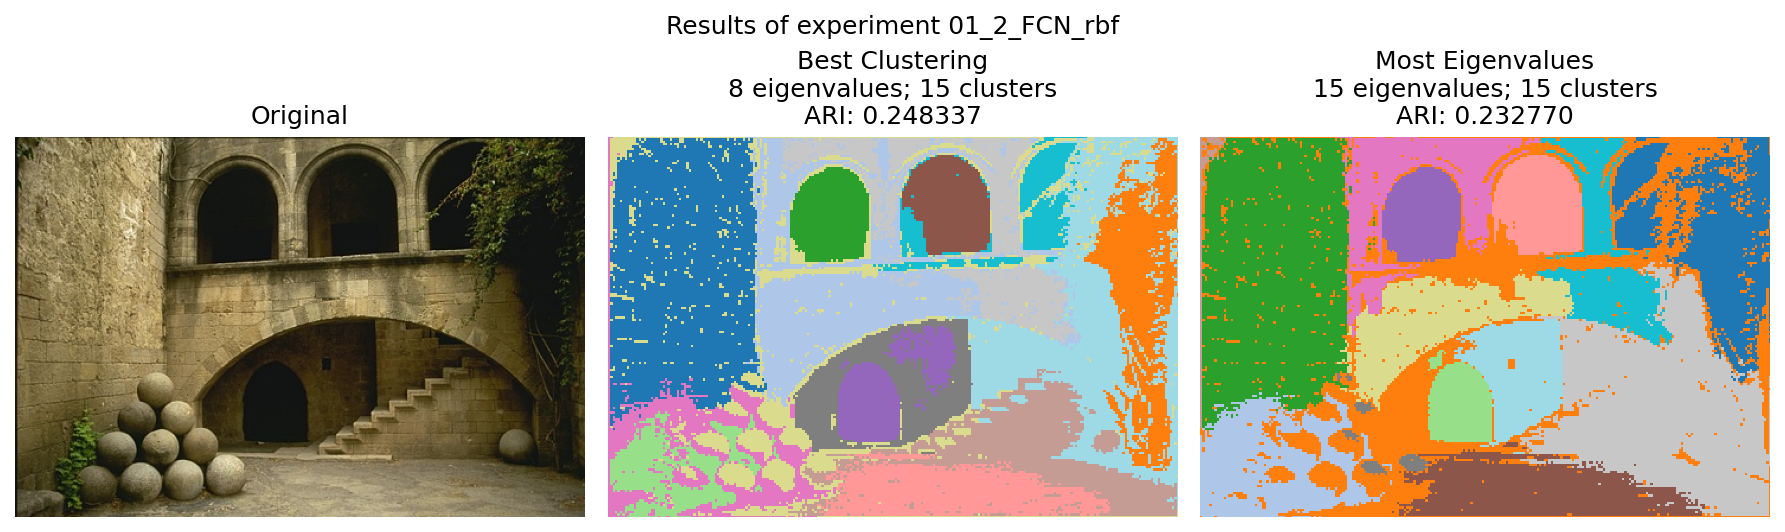 Results of experiment 01_2_FCN_rbf
Original
Best Clustering
8 eigenvalues; 15 clusters
ARI: 0.248337
Most Eigenvalues
15 eigenvalues; 15 clusters
ARI: 0.232770